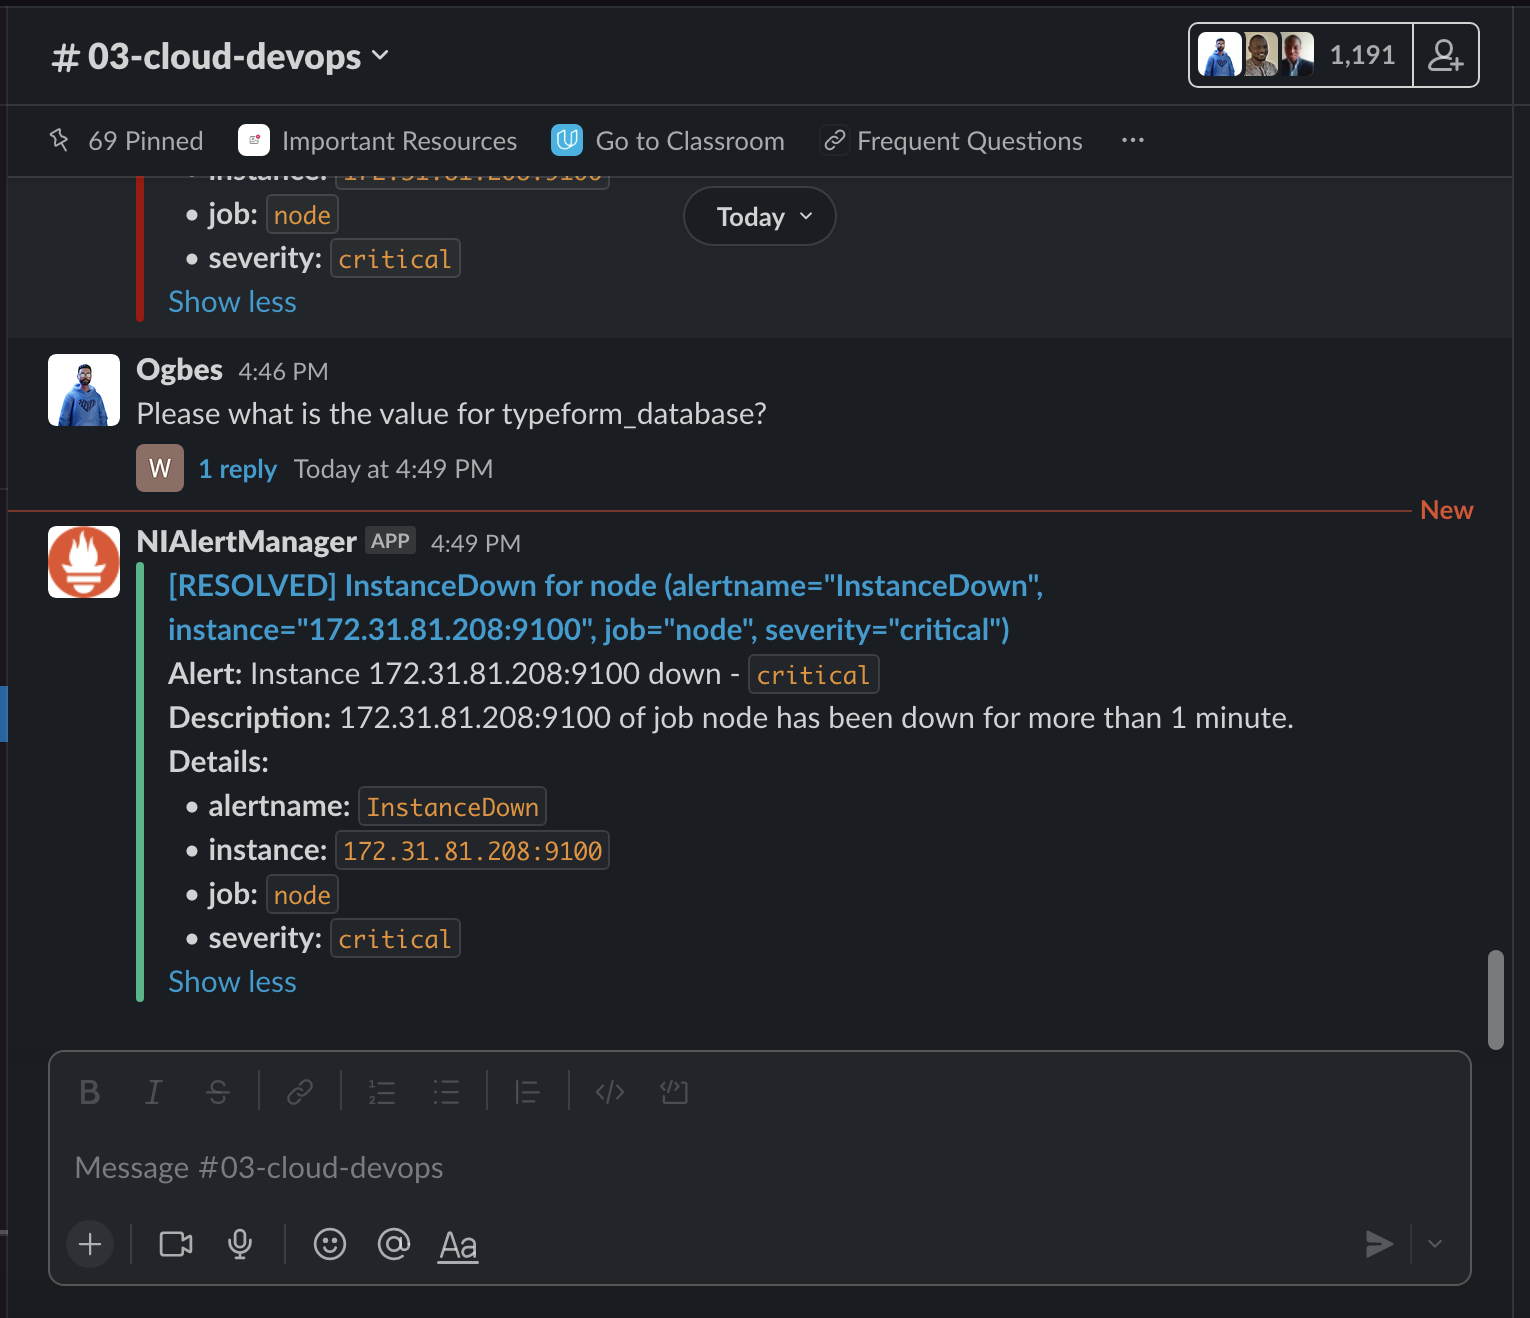 # 03-cloud-devops
1,191
69 Pinned
Important Resources
Go to Classroom
Frequent Questions
• instance: 172.31.81.208:9100
Today
• job: node
• severity: critical
Show less
Ogbes 4:46 PM
Please what is the value for typeform_database?
W 1 reply Today at 4:49 PM
New
NIAlertManager APP 4:49 PM
[RESOLVED] InstanceDown for node (alertname="InstanceDown",
instance="172.31.81.208:9100", job="node", severity="critical")
Alert: Instance 172.31.81.208:9100 down - critical
Description: 172.31.81.208:9100 of job node has been down for more than 1 minute.
Details:
• alertname: InstanceDown
• instance: 172.31.81.208:9100
• job: node
• severity: critical
Show less
Message #03-cloud-devops
Aa